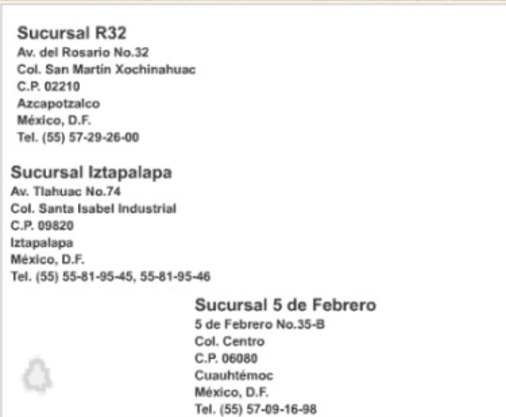 Sucursal R32
Av. del Rosario No.32
Col. San Martín Xochinahuac
C.P. 02210
Azcapotzalco
México, D.F.
Tel. (55) 57-29-26-00
Sucursal Iztapalapa
Av. Tlahuac No.74
Col. Santa Isabel Industrial
C.P. 09820
Iztapalapa
México, D.F.
Tel. (55) 55-81-95-45, 55-81-95-46
Sucursal 5 de Febrero
5 de Febrero No.35-B
Col. Centro
C.P. 06080
Cuauhtémoc
México, D.F.
Tel. (55) 57-09-16-98